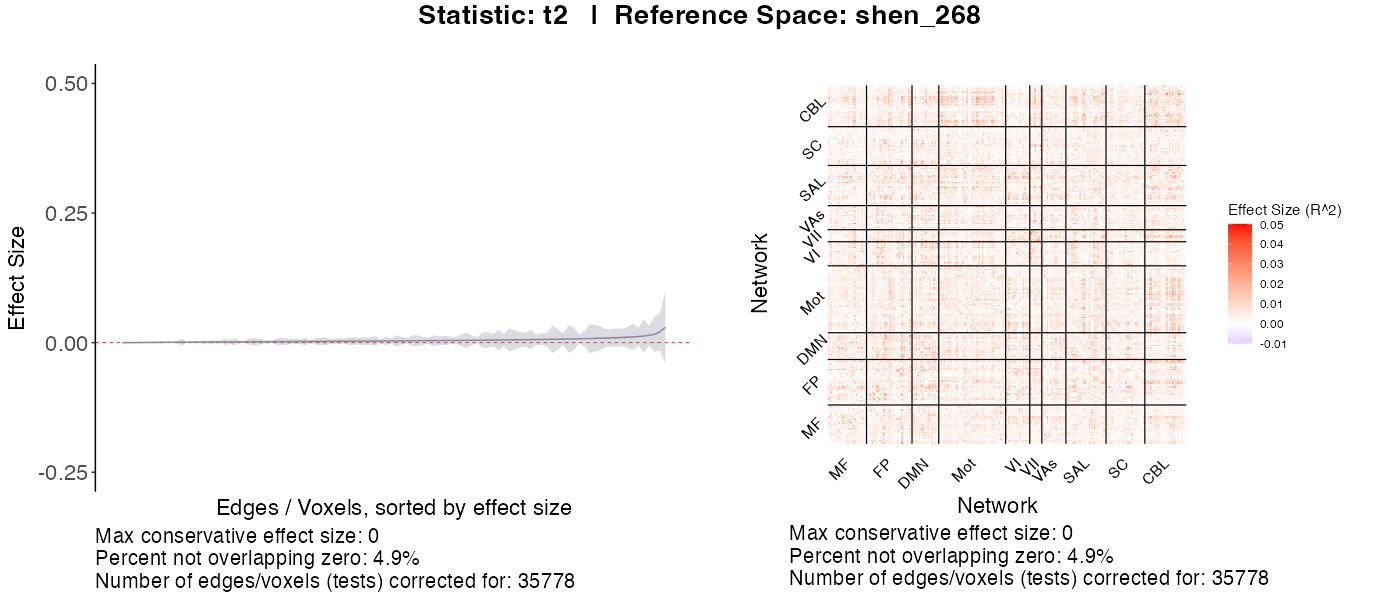 Statistic: t2   |   Reference Space: shen_268
0.50
0.25
0.00
-0.25
Effect Size
Edges / Voxels, sorted by effect size
Max conservative effect size: 0
Percent not overlapping zero: 4.9%
Number of edges/voxels (tests) corrected for: 35778
Network
CBL
SC
SAL
VAs
VII
VI
Mot
DMN
FP
MF
MF
FP
DMN
Mot
VI
VII
VAs
SAL
SC
CBL
Network
Max conservative effect size: 0
Percent not overlapping zero: 4.9%
Number of edges/voxels (tests) corrected for: 35778
Effect Size (R^2)
0.05
0.04
0.03
0.02
0.01
0.00
-0.01